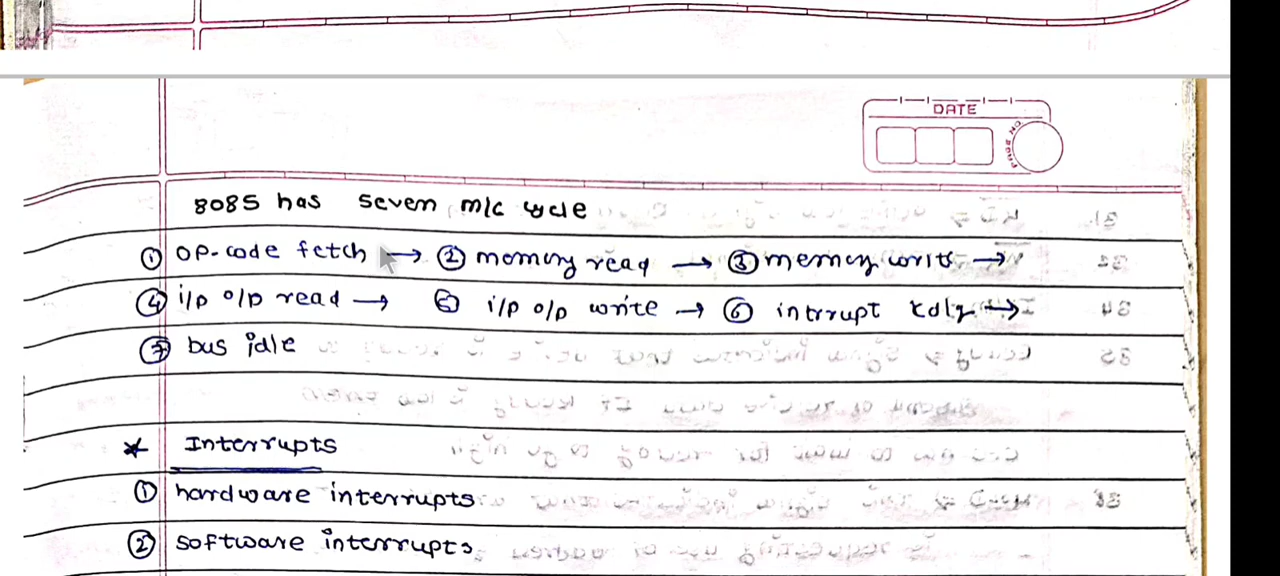 DATE
8085 has seven m/c cycle
① OP-code fetch → ② memory read → ③ memory write →
④ i/p o/p read → ⑤ i/p o/p write → ⑥ intrrupt →
⑦ bus idle
* Interrupts
① hardware interrupts
② software interrupts